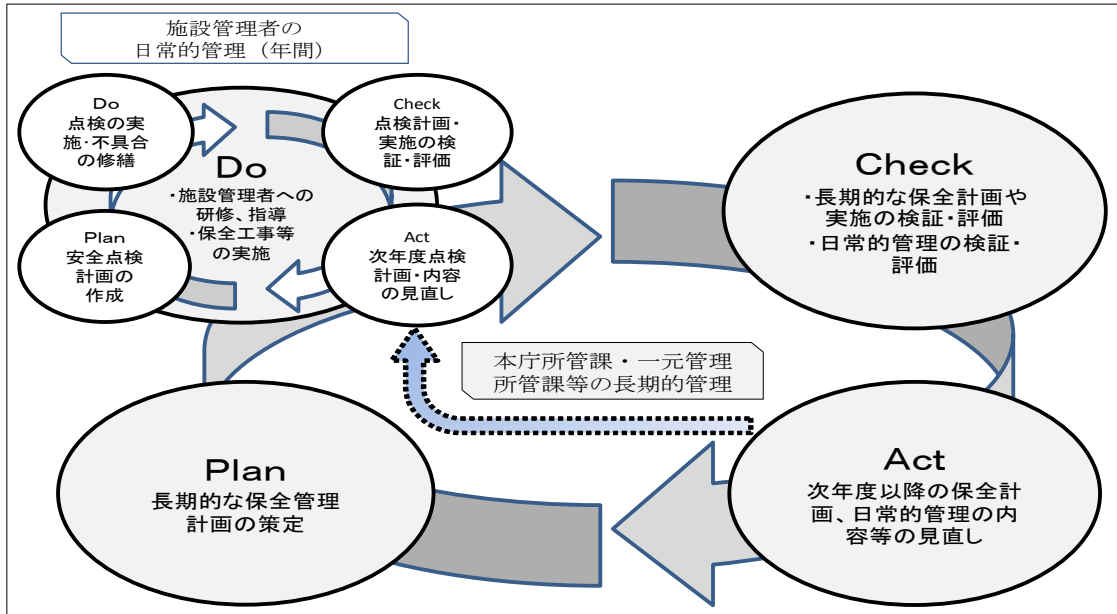 施設管理者の
日常的管理（年間）
Do
点検の実
施・不具合
の修繕
Check
点検計画・
実施の検
証・評価
Do
・施設管理者への
研修、指導
・保全工事等
の実施
Plan
安全点検
計画の
作成
Act
次年度点検
計画・内容
の見直し
Check
・長期的な保全計画や
実施の検証・評価
・日常的管理の検証・
評価
本庁所管課・一元管理
所管課等の長期的管理
Plan
長期的な保全管理
計画の策定
Act
次年度以降の保全計
画、日常的管理の内
容等の見直し